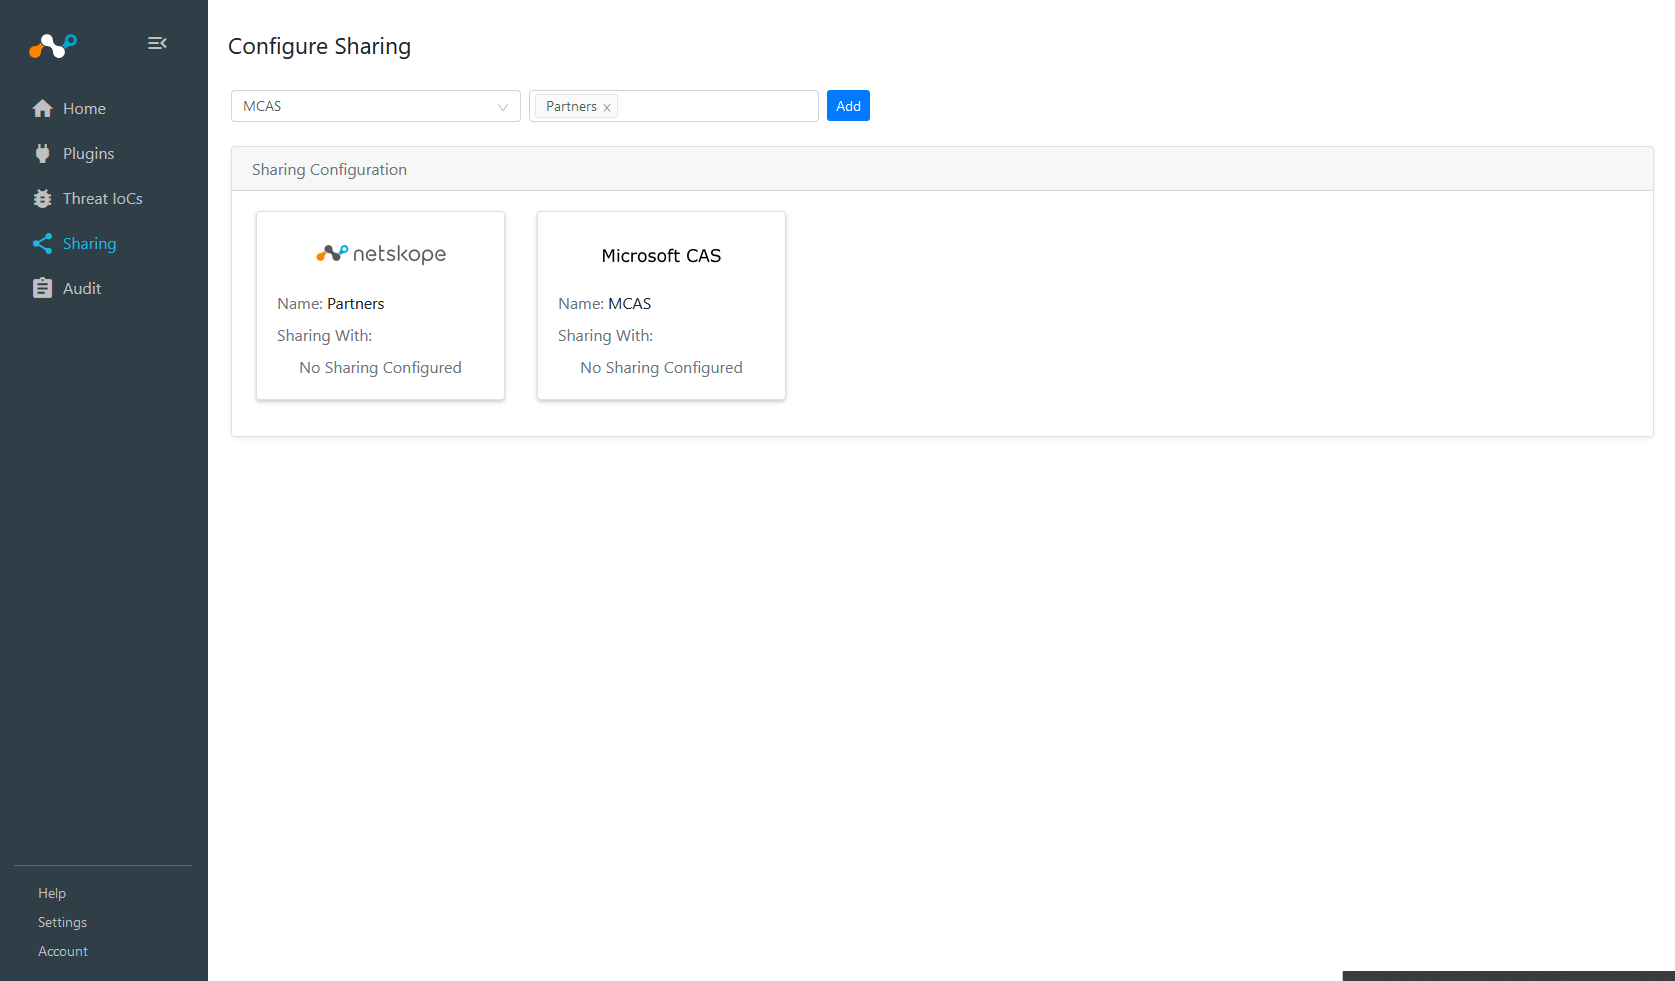 Configure Sharing
Home
Plugins
Threat IoCs
Sharing
Audit
Help
Settings
Account
MCAS
Partners ×
Add
Sharing Configuration
netskope
Name: Partners
Sharing With:
No Sharing Configured
Microsoft CAS
Name: MCAS
Sharing With:
No Sharing Configured